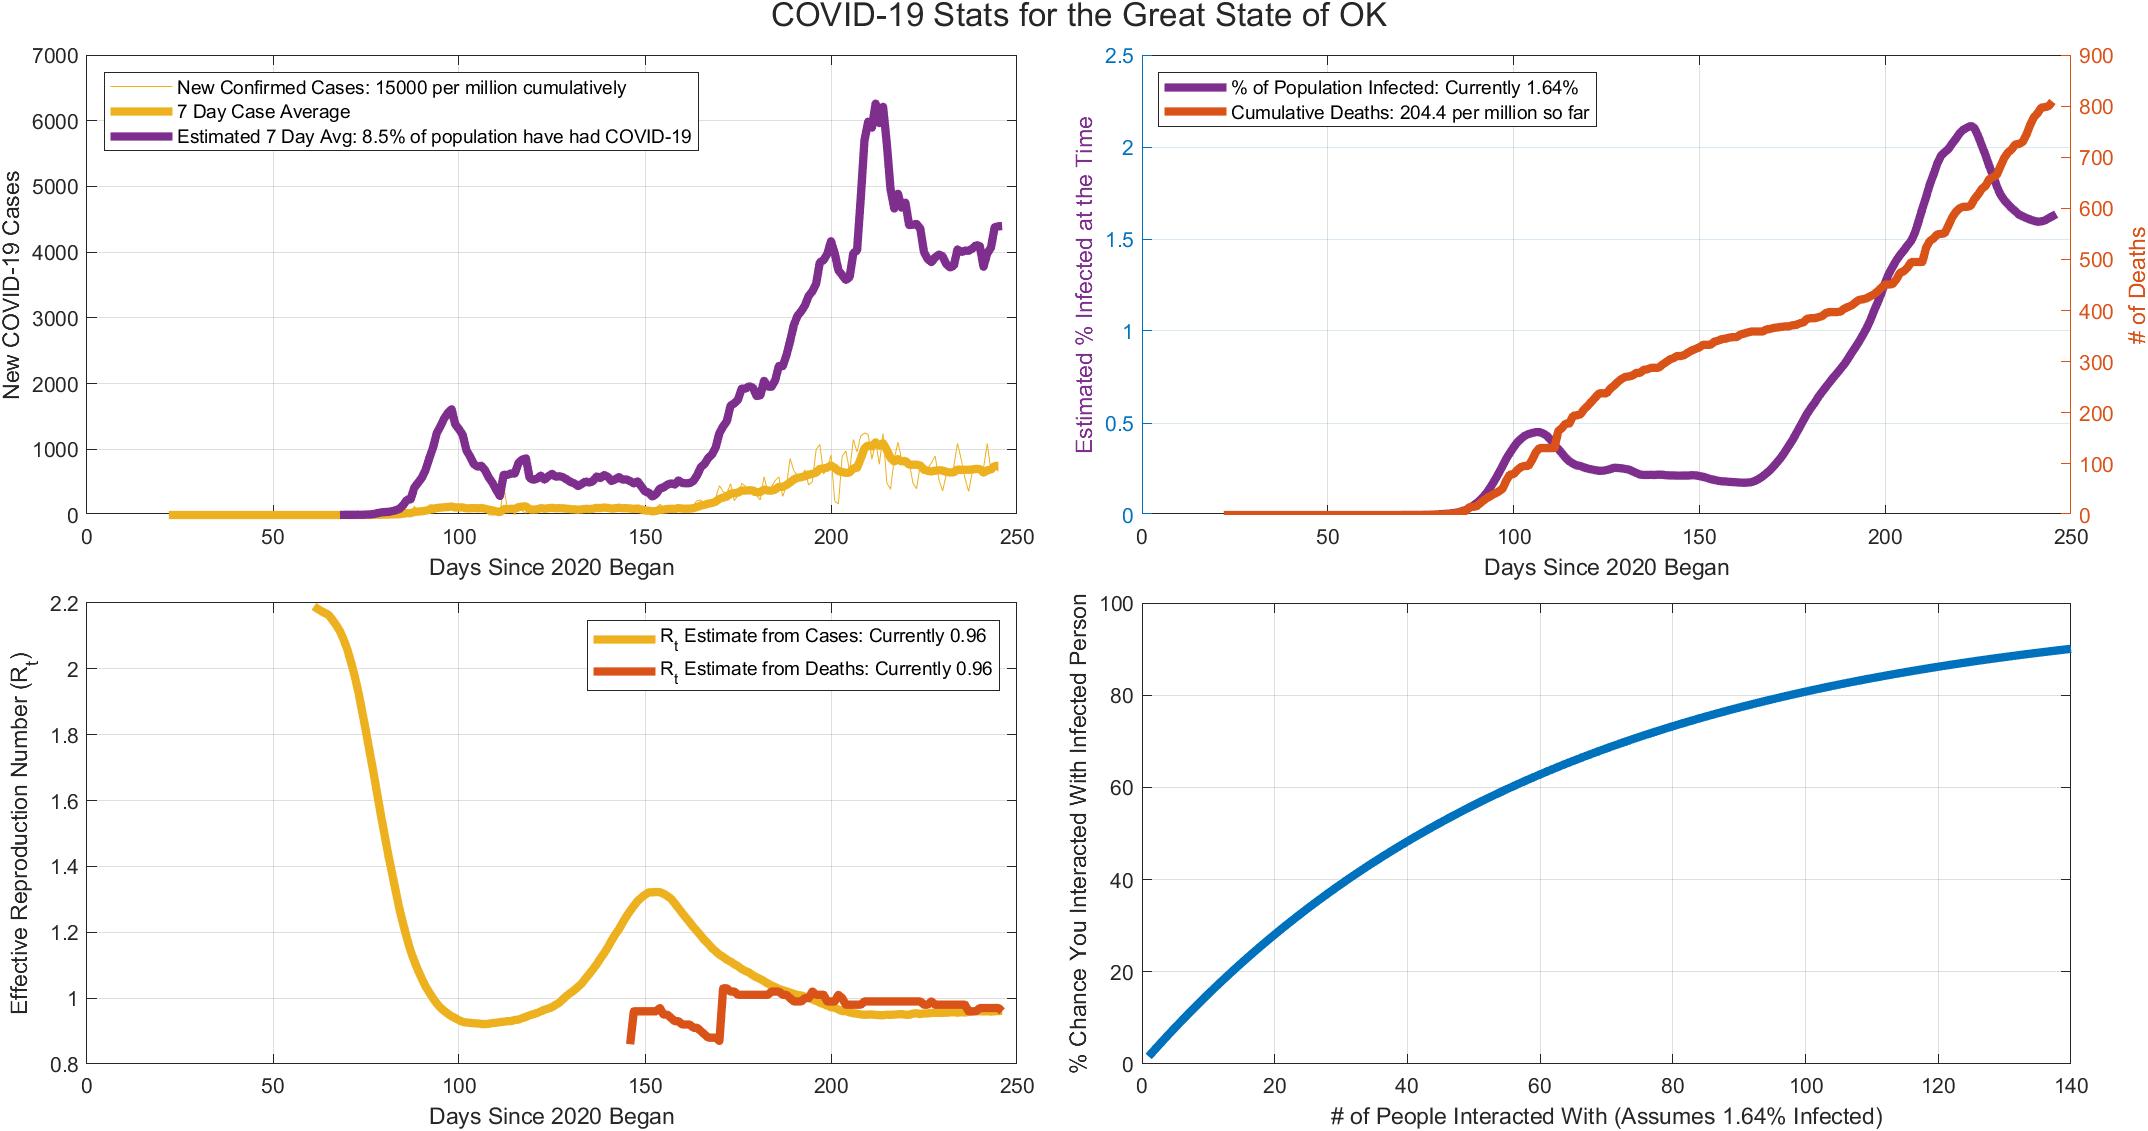 COVID-19 Stats for the Great State of OK
7000
6000
5000
4000
3000
2000
1000
0
New COVID-19 Cases
New Confirmed Cases: 15000 per million cumulatively
7 Day Case Average
Estimated 7 Day Avg: 8.5% of population have had COVID-19
0 50 100 150 200 250
Days Since 2020 Began
2.5
2
1.5
1
0.5
0
Estimated % Infected at the Time
% of Population Infected: Currently 1.64%
Cumulative Deaths: 204.4 per million so far
900
800
700
600
500
400
300
200
100
0
# of Deaths
0 50 100 150 200 250
Days Since 2020 Began
2.2
2
1.8
1.6
1.4
1.2
1
0.8
Effective Reproduction Number (Rt)
Rt Estimate from Cases: Currently 0.96
Rt Estimate from Deaths: Currently 0.96
0 50 100 150 200 250
Days Since 2020 Began
100
80
60
40
20
0
% Chance You Interacted With Infected Person
0 20 40 60 80 100 120 140
# of People Interacted With (Assumes 1.64% Infected)